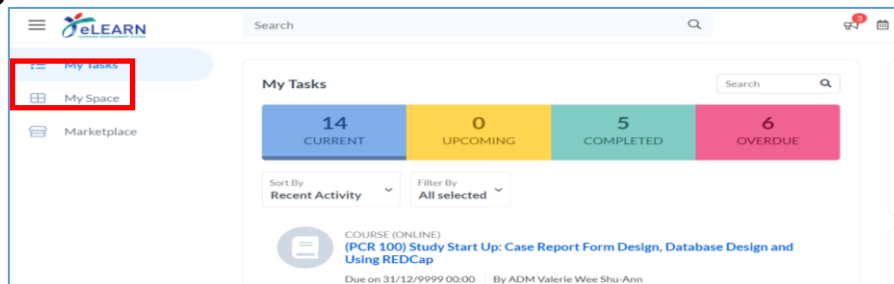 eLEARN
Search
3
My Tasks
My Space
Marketplace
My Tasks
Search
14
CURRENT
0
UPCOMING
5
COMPLETED
6
OVERDUE
Sort By
Recent Activity
Filter By
All selected
COURSE (ONLINE)
(PCR 100) Study Start Up: Case Report Form Design, Database Design and
Using REDCap
Due on 31/12/9999 00:00 By ADM Valerie Wee Shu-Ann